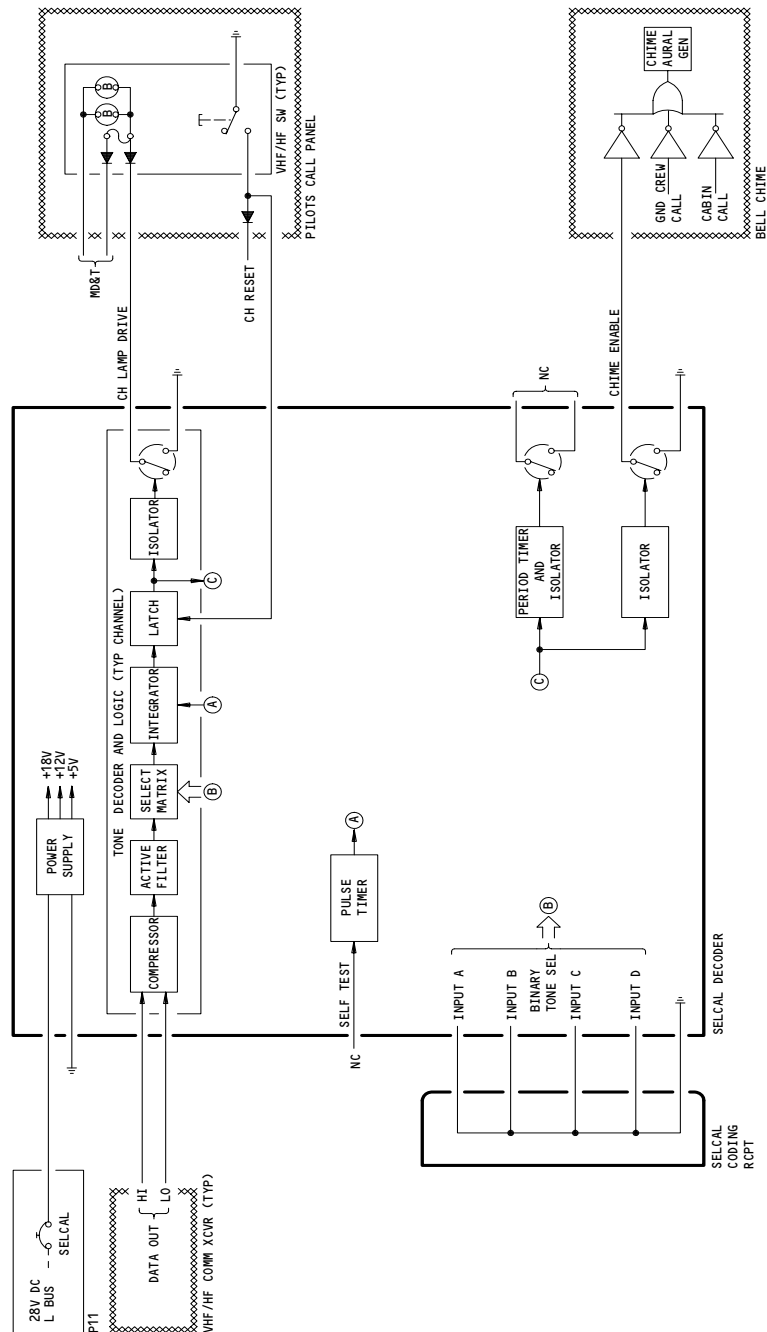 28V DC
L BUS
SELCAL
P11
DATA OUT
HI
LO
VHF/HF COMM XCVR (TYP)
SELCAL
CODING
RCPT
POWER
SUPPLY
+18V
+12V
+5V
TONE DECODER AND LOGIC (TYP CHANNEL)
COMPRESSOR
ACTIVE
FILTER
SELECT
MATRIX
B
INTEGRATOR
A
LATCH
C
ISOLATOR
NC
SELF TEST
PULSE
TIMER
A
INPUT A
INPUT B
BINARY
TONE SEL
INPUT C
INPUT D
B
C
PERIOD TIMER
AND
ISOLATOR
ISOLATOR
NC
SELCAL DECODER
CH LAMP DRIVE
MD&T
CH RESET
B
B
VHF/HF SW (TYP)
PILOTS CALL PANEL
CHIME ENABLE
GND CREW
CALL
CABIN
CALL
CHIME
AURAL
GEN
BELL CHIME